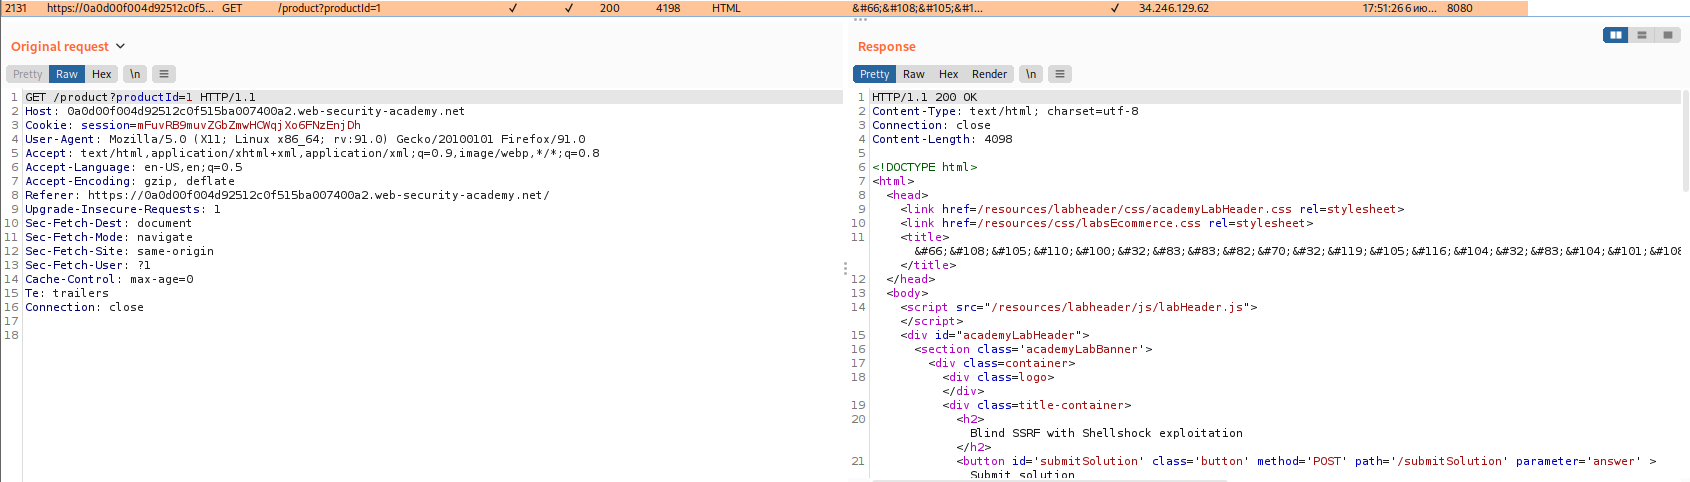 2131 https://0a0d00f004d92512c0f5... GET /product?productId=1 ✓ ✓ 200 4198 HTML &#66;&#108;&#105;&#1... ✓ 34.246.129.62 17:51:26 6 ию... 8080
Original request
Pretty Raw Hex \n
1 GET /product?productId=1 HTTP/1.1
2 Host: 0a0d00f004d92512c0f515ba007400a2.web-security-academy.net
3 Cookie: session=mFuvRB9muvZGbZmwHCWqjXo6FNzEnjDh
4 User-Agent: Mozilla/5.0 (X11; Linux x86_64; rv:91.0) Gecko/20100101 Firefox/91.0
5 Accept: text/html,application/xhtml+xml,application/xml;q=0.9,image/webp,*/*;q=0.8
6 Accept-Language: en-US,en;q=0.5
7 Accept-Encoding: gzip, deflate
8 Referer: https://0a0d00f004d92512c0f515ba007400a2.web-security-academy.net/
9 Upgrade-Insecure-Requests: 1
10 Sec-Fetch-Dest: document
11 Sec-Fetch-Mode: navigate
12 Sec-Fetch-Site: same-origin
13 Sec-Fetch-User: ?1
14 Cache-Control: max-age=0
15 Te: trailers
16 Connection: close
17
18
Response
Pretty Raw Hex Render \n
1 HTTP/1.1 200 OK
2 Content-Type: text/html; charset=utf-8
3 Connection: close
4 Content-Length: 4098
5
6 <!DOCTYPE html>
7 <html>
8 <head>
9 <link href=/resources/labheader/css/academyLabHeader.css rel=stylesheet>
10 <link href=/resources/css/labsEcommerce.css rel=stylesheet>
11 <title>
&#66;&#108;&#105;&#110;&#100;&#32;&#83;&#83;&#82;&#70;&#32;&#119;&#105;&#116;&#104;&#32;&#83;&#104;&#101;&#108
</title>
12 </head>
13 <body>
14 <script src="/resources/labheader/js/labHeader.js">
</script>
15 <div id="academyLabHeader">
16 <section class='academyLabBanner'>
17 <div class=container>
18 <div class=logo>
</div>
19 <div class=title-container>
20 <h2>
Blind SSRF with Shellshock exploitation
</h2>
21 <button id='submitSolution' class='button' method='POST' path='/submitSolution' parameter='answer' >
Submit solution